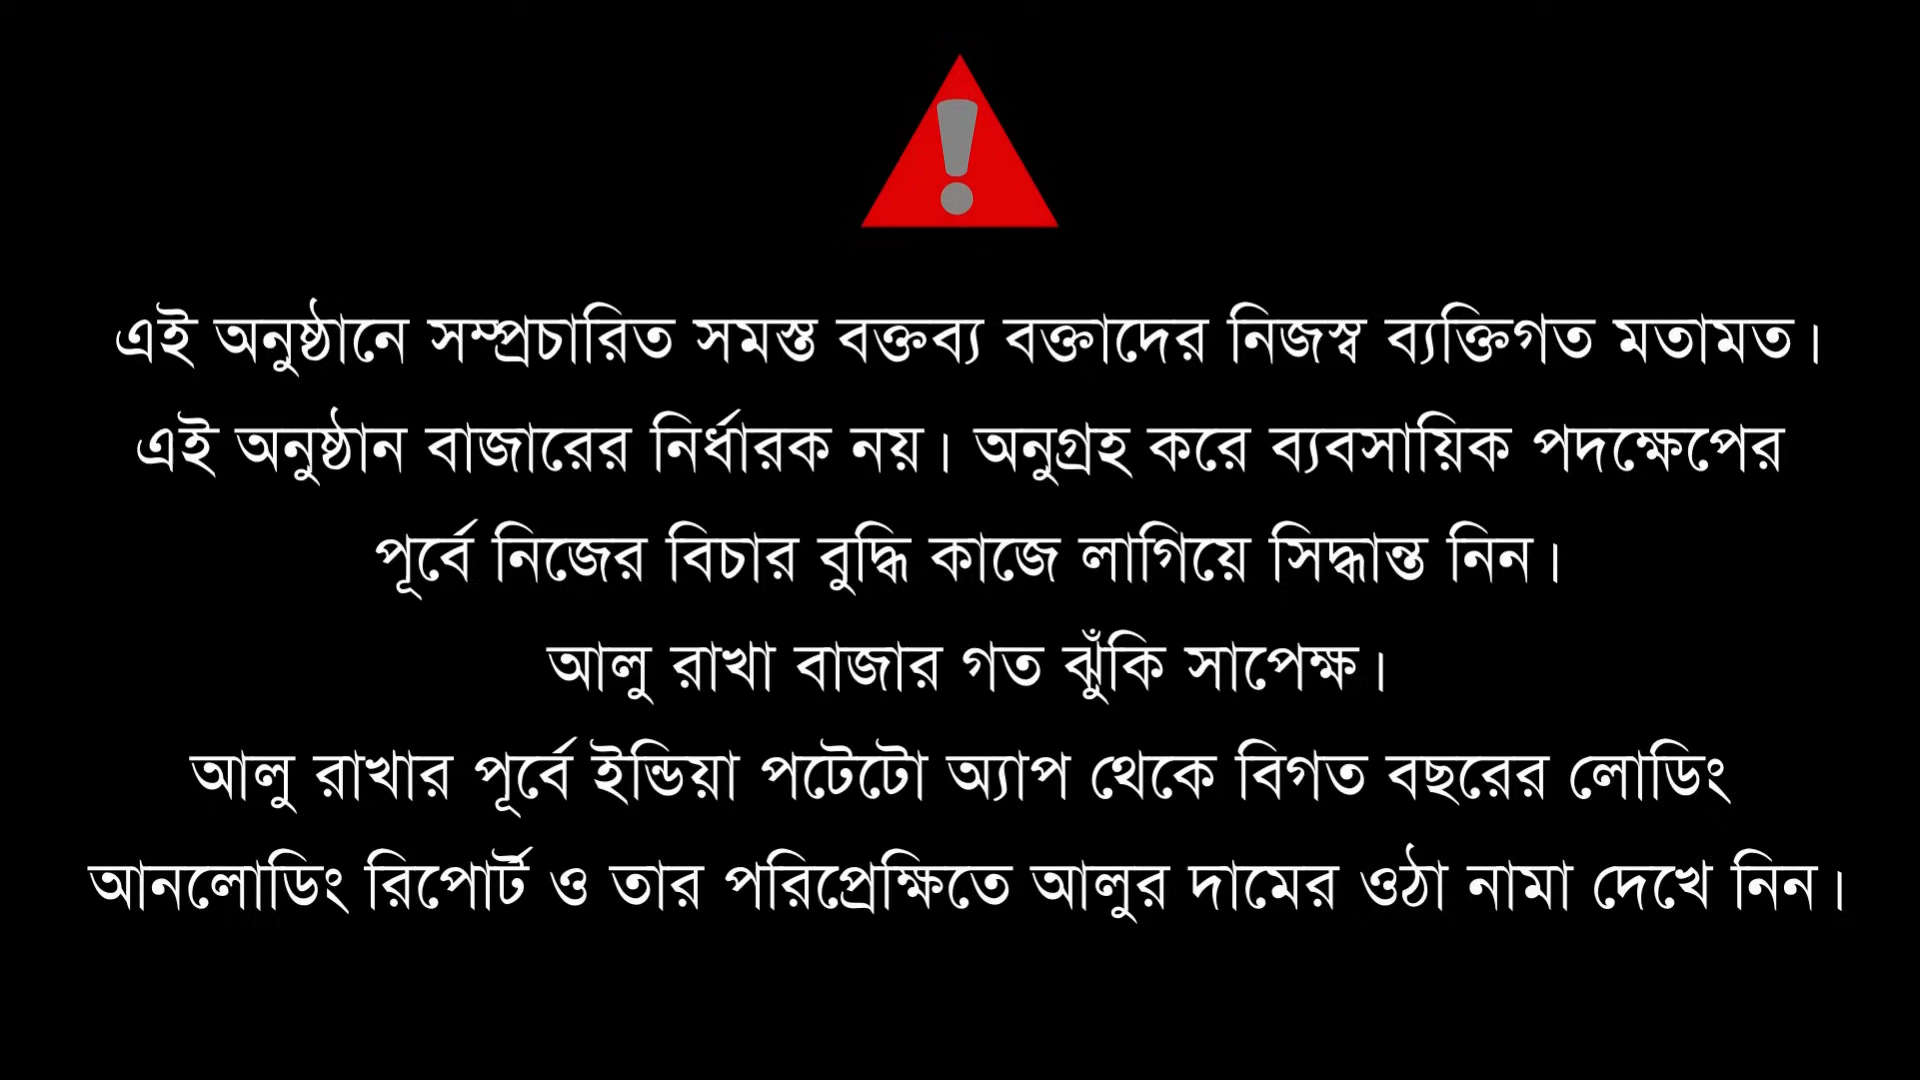 এই অনুষ্ঠানে সম্প্রচারিত সমস্ত বক্তব্য বক্তাদের নিজস্ব ব্যক্তিগত মতামত।
এই অনুষ্ঠান বাজারের নির্ধারক নয়। অনুগ্রহ করে ব্যবসায়িক পদক্ষেপের
পূর্বে নিজের বিচার বুদ্ধি কাজে লাগিয়ে সিদ্ধান্ত নিন।
আলু রাখা বাজার গত ঝুঁকি সাপেক্ষ।
আলু রাখার পূর্বে ইন্ডিয়া পটেটো অ্যাপ থেকে বিগত বছরের লোডিং
আনলোডিং রিপোর্ট ও তার পরিপ্রেক্ষিতে আলুর দামের ওঠা নামা দেখে নিন।